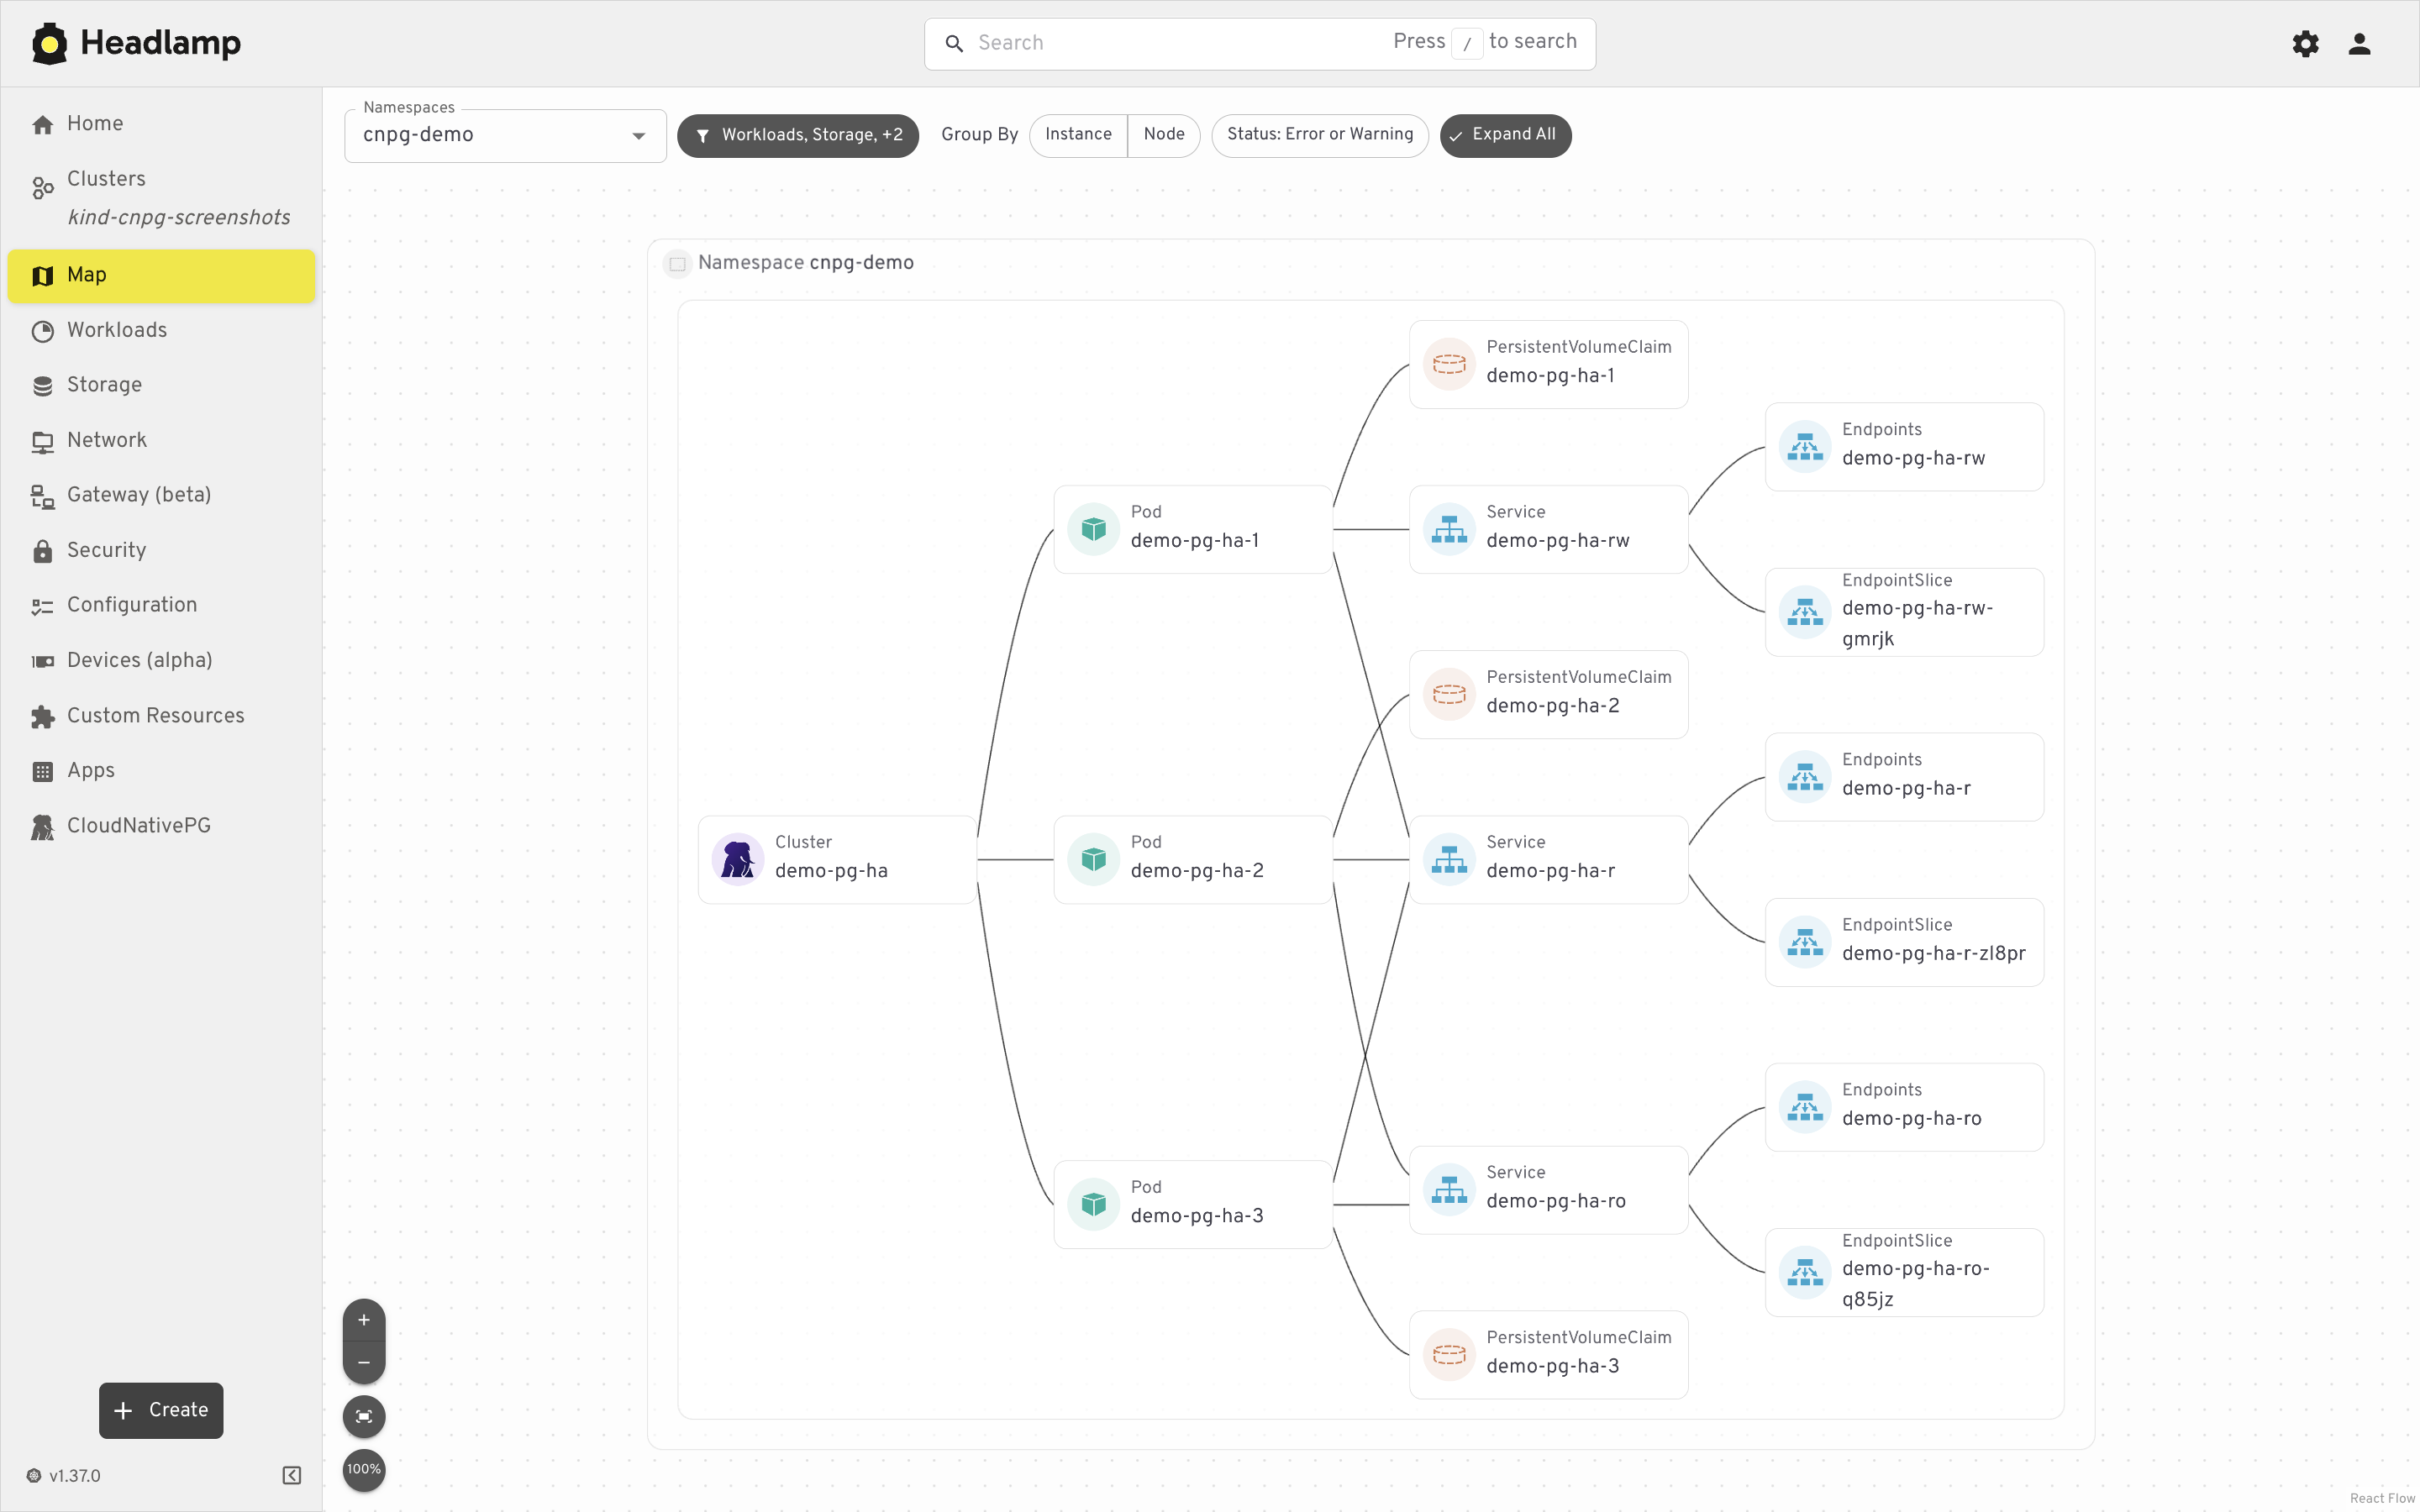 Headlamp
Search
Press / to search
Home
Clusters
kind-cnpg-screenshots
Map
Workloads
Storage
Network
Gateway (beta)
Security
Configuration
Devices (alpha)
Custom Resources
Apps
CloudNativePG
Create
v1.37.0
Namespaces
cnpg-demo
Workloads, Storage, +2
Group By
Instance
Node
Status: Error or Warning
Expand All
Namespace cnpg-demo
Cluster
demo-pg-ha
Pod
demo-pg-ha-1
Pod
demo-pg-ha-2
Pod
demo-pg-ha-3
PersistentVolumeClaim
demo-pg-ha-1
Service
demo-pg-ha-rw
PersistentVolumeClaim
demo-pg-ha-2
Service
demo-pg-ha-r
Service
demo-pg-ha-ro
PersistentVolumeClaim
demo-pg-ha-3
Endpoints
demo-pg-ha-rw
EndpointSlice
demo-pg-ha-rw-
gmrjk
Endpoints
demo-pg-ha-r
EndpointSlice
demo-pg-ha-r-zl8pr
Endpoints
demo-pg-ha-ro
EndpointSlice
demo-pg-ha-ro-
q85jz
100%
React Flow